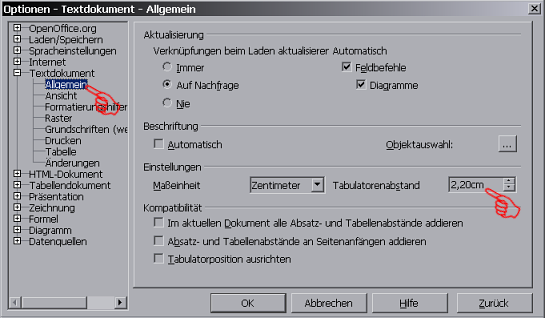 Optionen - Textdokument - Allgemein
OpenOffice.org
Laden/Speichern
Spracheinstellungen
Internet
Textdokument
Allgemein
Ansicht
Formatierungshilfen
Raster
Grundschriften (we
Drucken
Tabelle
Änderungen
HTML-Dokument
Tabellendokument
Präsentation
Zeichnung
Formel
Diagramm
Datenquellen
Aktualisierung
Verknüpfungen beim Laden aktualisierer Automatisch
Immer
Feldbefehle
Auf Nachfrage
Diagramme
Nie
Beschriftung
Automatisch
Objektauswahl:
...
Einstellungen
Maßeinheit
Zentimeter
Tabulatorenabstand
2,20cm
Kompatibilität
Im aktuellen Dokument alle Absatz- und Tabellenabstände addieren
Absatz- und Tabellenabstände an Seitenanfängen addieren
Tabulatorposition ausrichten
OK
Abbrechen
Hilfe
Zurück